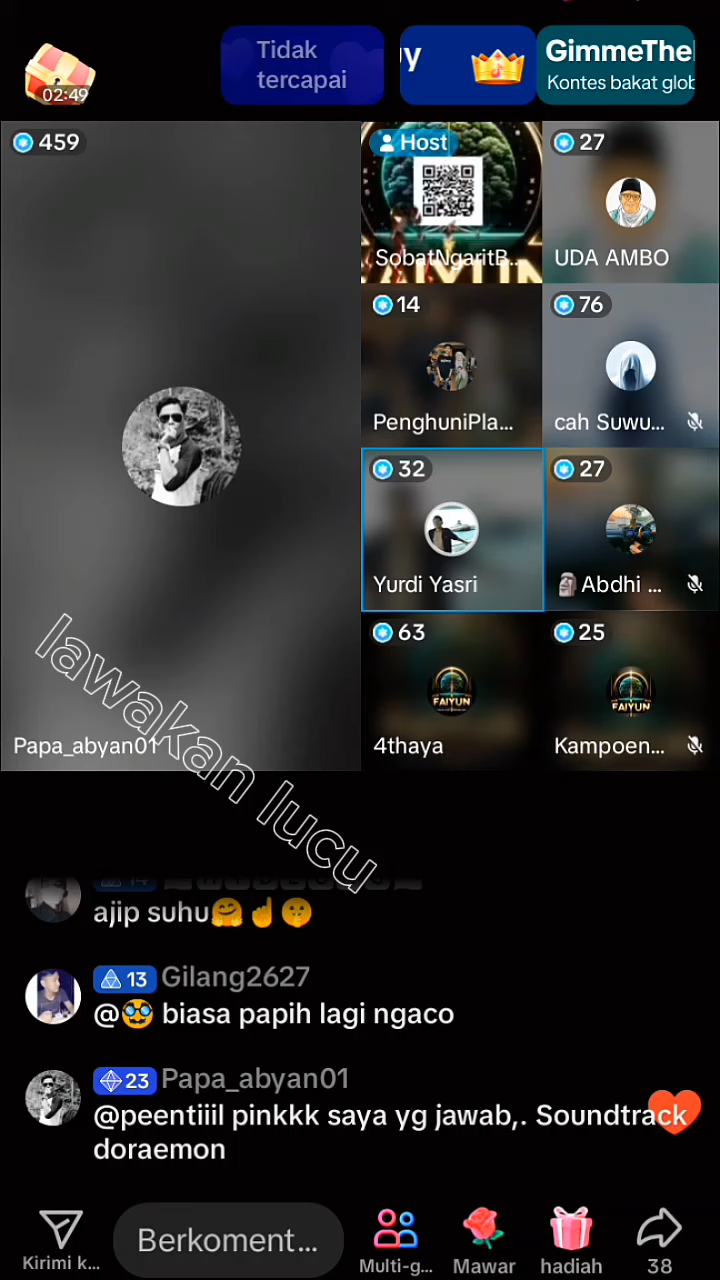 02:49
Tidak
tercapai
GimmeThe
Kontes bakat glob
459
Host
SobatNgaritB...
27
UDA AMBO
14
PenghuniPla...
76
cah Suwu...
32
Yurdi Yasri
27
Abdhi ...
63
FAIYUN
4thaya
25
FAIYUN
Kampoen...
Papa_abyan01
lawakan lucu
ajip suhu🤗☝️🤫
13 Gilang2627
@🥸 biasa papih lagi ngaco
23 Papa_abyan01
@peentiiil pinkkk saya yg jawab,. Soundtrack
doraemon
Kirimi k...
Berkoment...
Multi-g...
Mawar
hadiah
38